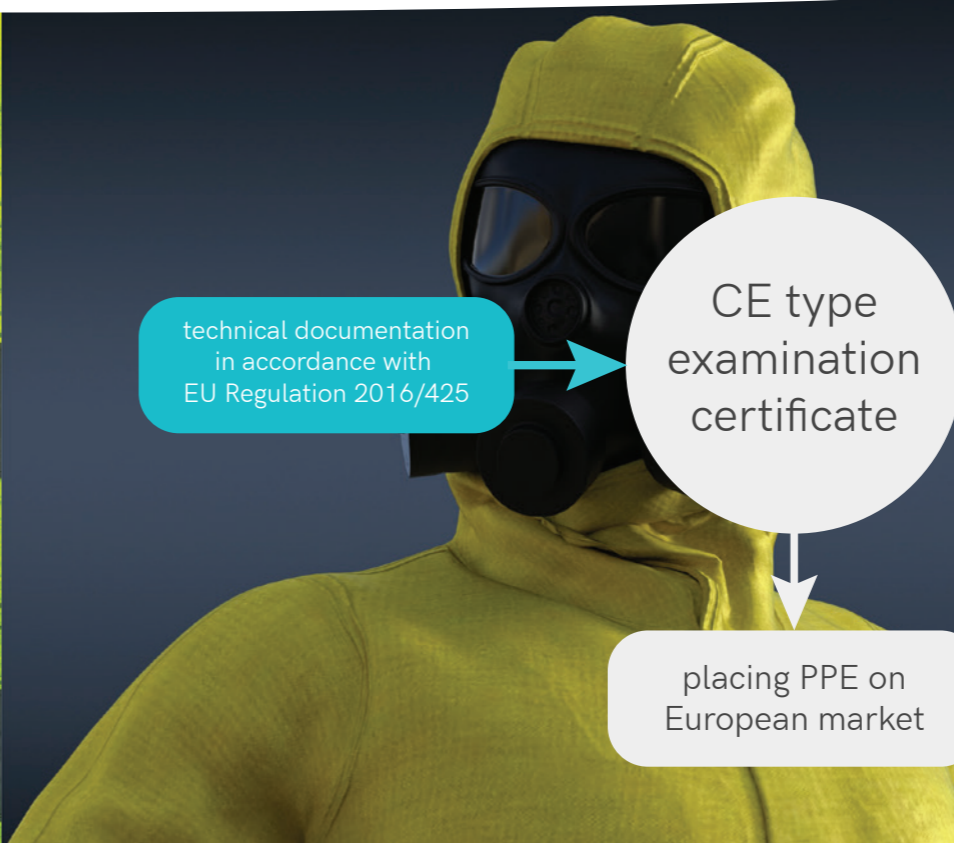 technical documentation
in accordance with
EU Regulation 2016/425
CE type
examination
certificate
placing PPE on
European market